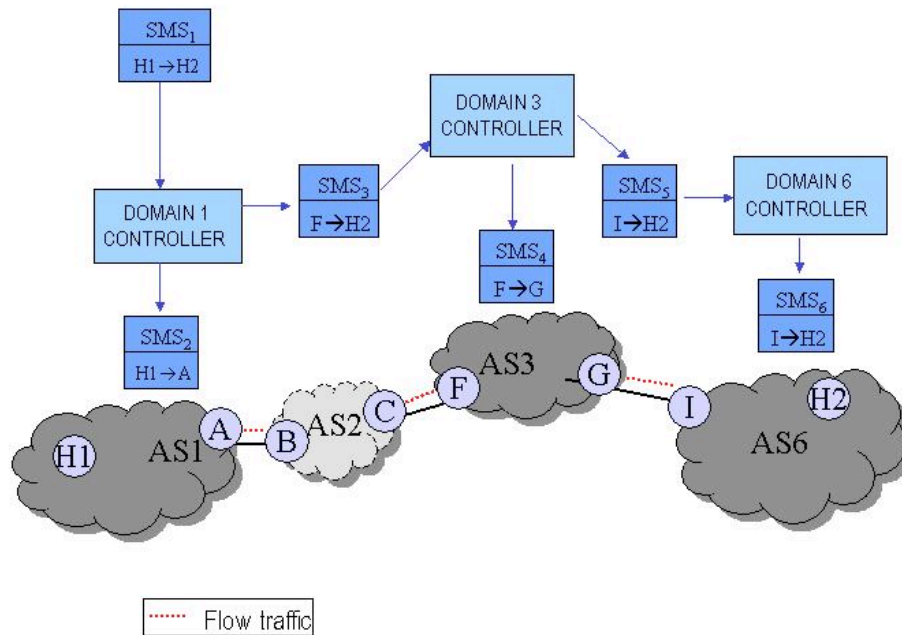 SMS₁
H1→H2
DOMAIN 3
CONTROLLER
SMS₃
F→H2
SMS₅
I→H2
DOMAIN 6
CONTROLLER
DOMAIN 1
CONTROLLER
SMS₄
F→G
SMS₆
I→H2
SMS₂
H1→A
AS3
G
F
I
H2
C
AS2
A
B
H1
AS1
AS6
Flow traffic